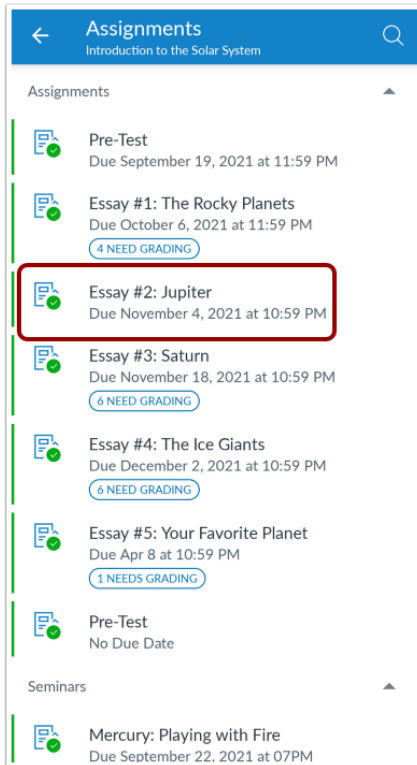 Assignments
Introduction to the Solar System
Assignments
Pre-Test
Due September 19, 2021 at 11:59 PM
Essay #1: The Rocky Planets
Due October 6, 2021 at 11:59 PM
4 NEED GRADING
Essay #2: Jupiter
Due November 4, 2021 at 10:59 PM
Essay #3: Saturn
Due November 18, 2021 at 10:59 PM
6 NEED GRADING
Essay #4: The Ice Giants
Due December 2, 2021 at 10:59 PM
6 NEED GRADING
Essay #5: Your Favorite Planet
Due Apr 8 at 10:59 PM
1 NEEDS GRADING
Pre-Test
No Due Date
Seminars
Mercury: Playing with Fire
Due September 22, 2021 at 07PM